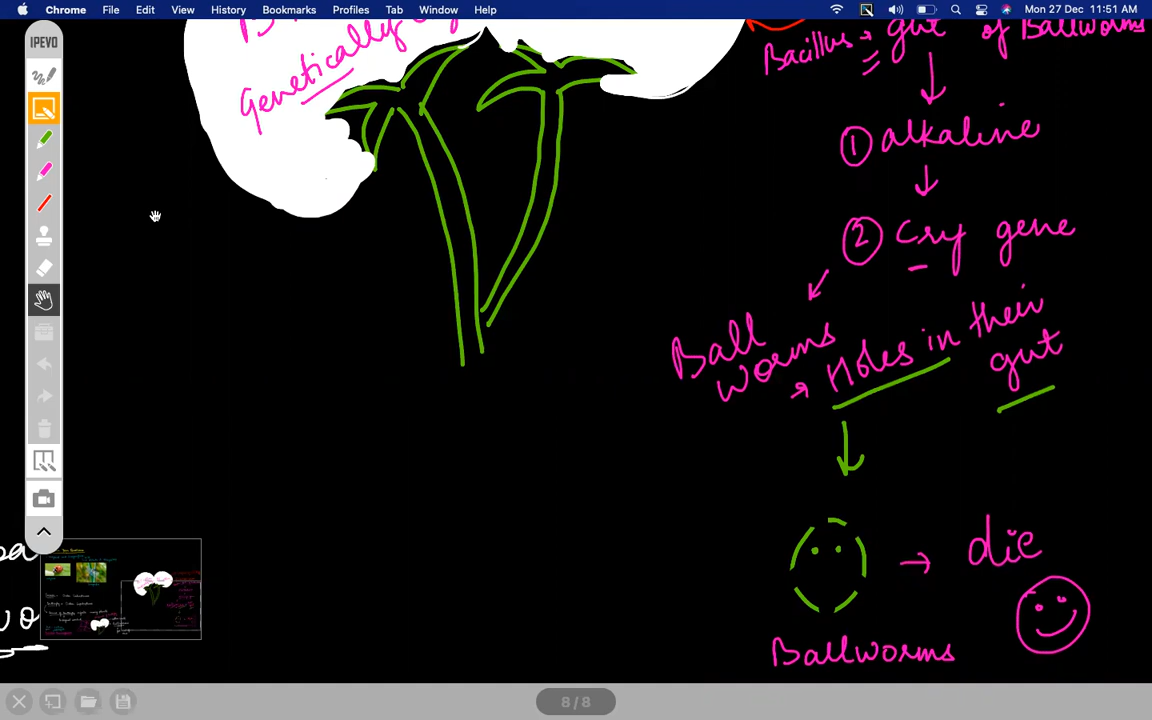 Chrome File Edit View History Bookmarks Profiles Tab Window Help Mon 27 Dec 11:51 AM
IPEVO
Genetically
Bacillus → gut of Ballworms
① alkaline
② Cry gene
Ball worms
→ Holes in their gut
→ die
Ballworms
8 / 8